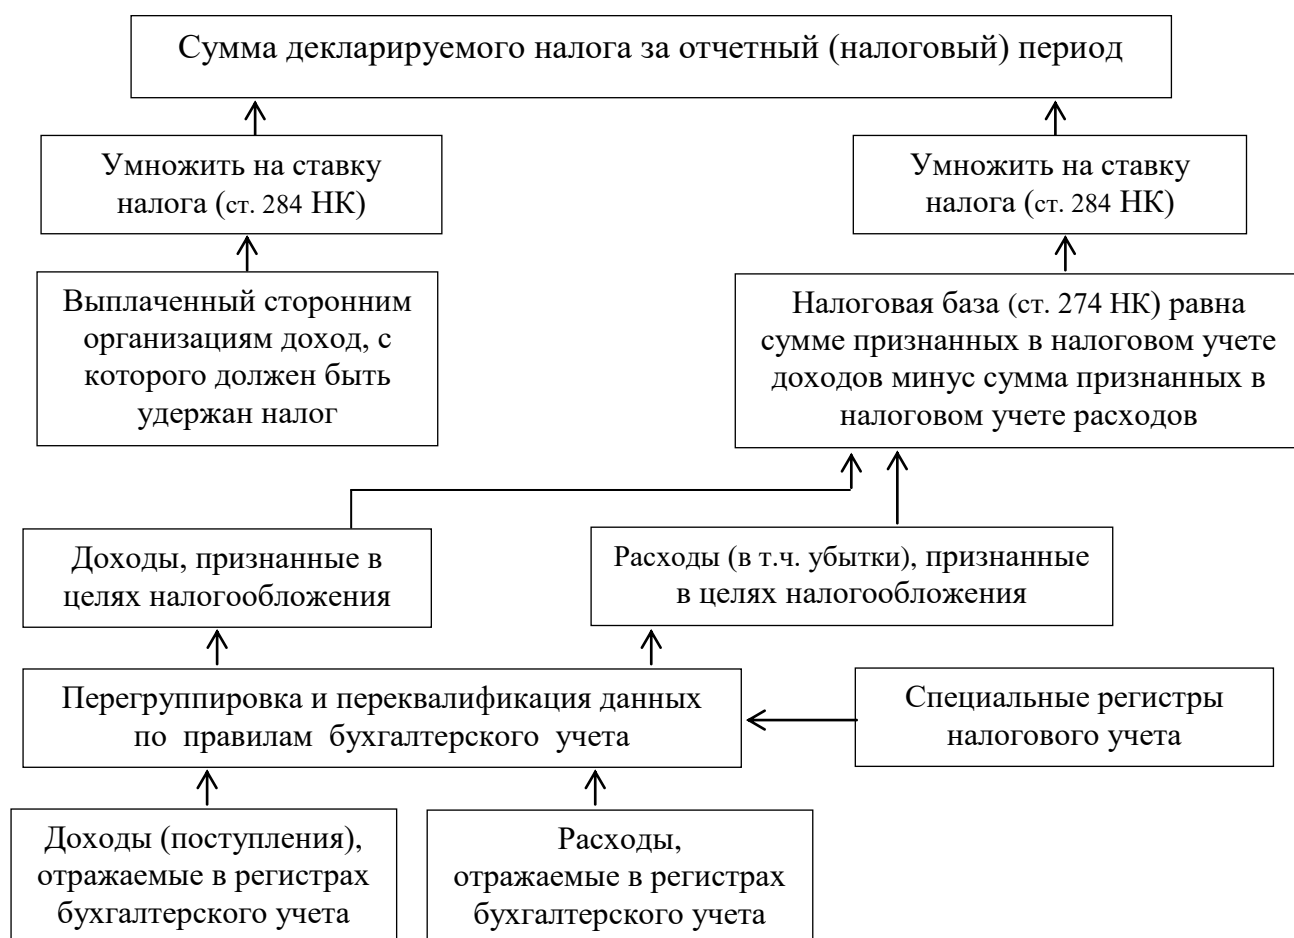 Сумма декларируемого налога за отчетный (налоговый) период
Умножить на ставку
налога (ст. 284 НК)
Умножить на ставку
налога (ст. 284 НК)
Выплаченный сторонним
организациям доход, с
которого должен быть
удержан налог
Налоговая база (ст. 274 НК) равна
сумме признанных в налоговом учете
доходов минус сумма признанных в
налоговом учете расходов
Доходы, признанные в
целях налогообложения
Расходы (в т.ч. убытки), признанные
в целях налогообложения
Перегруппировка и переквалификация данных
по правилам бухгалтерского учета
Специальные регистры
налогового учета
Доходы (поступления),
отражаемые в регистрах
бухгалтерского учета
Расходы,
отражаемые в регистрах
бухгалтерского учета